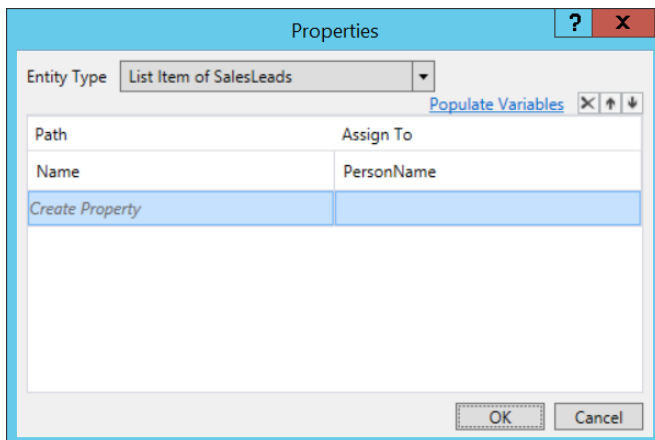 Properties
?
x
Entity Type List Item of SalesLeads
Populate Variables
Path Assign To
Name PersonName
Create Property
OK Cancel